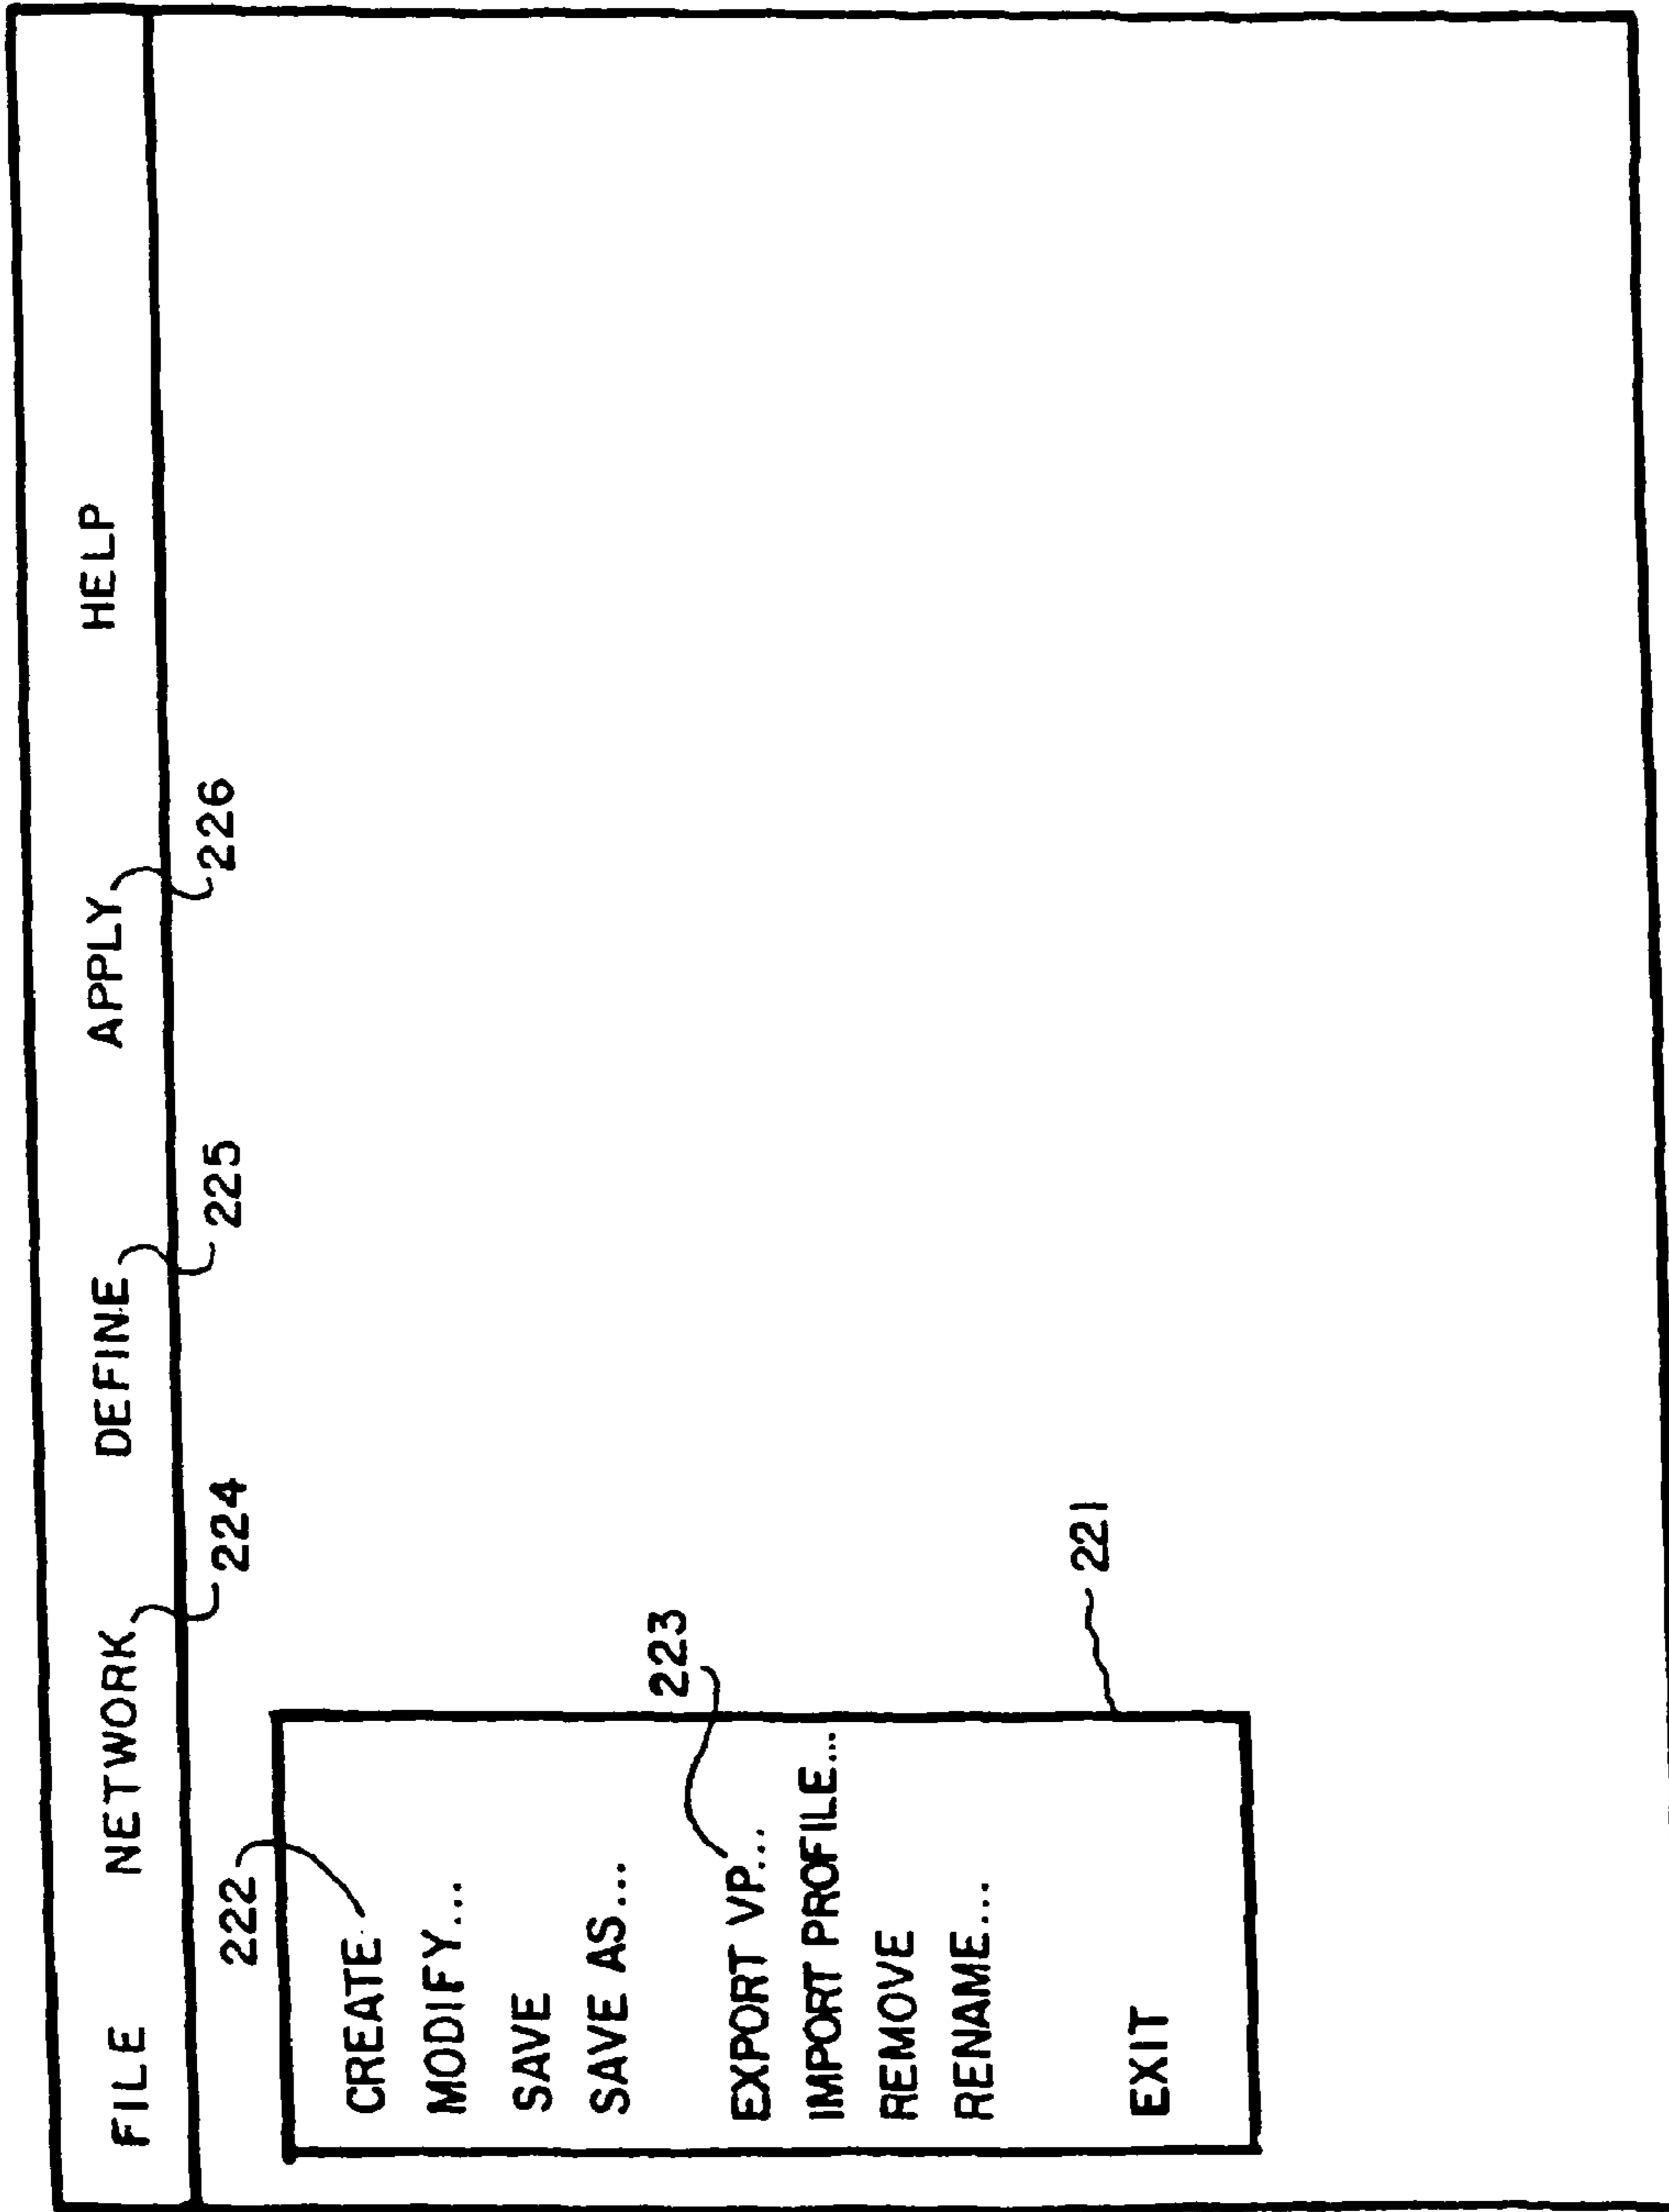 FILE NETWORK DEFINE APPLY HELP
224 225 226
222
CREATE
MODIFY...
SAVE
SAVE AS...
223
EXPORT VP...
IMPORT PROFILE...
REMOVE
RENAME...
221
EXIT